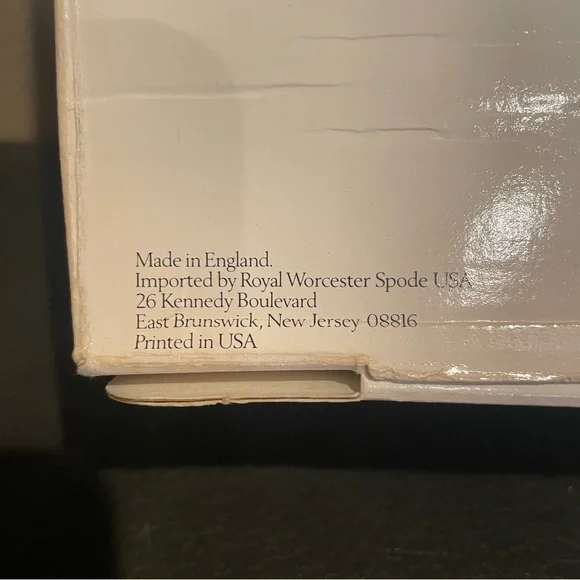 Made in England.
Imported by Royal Worcester Spode USA
26 Kennedy Boulevard
East Brunswick, New Jersey 08816
Printed in USA